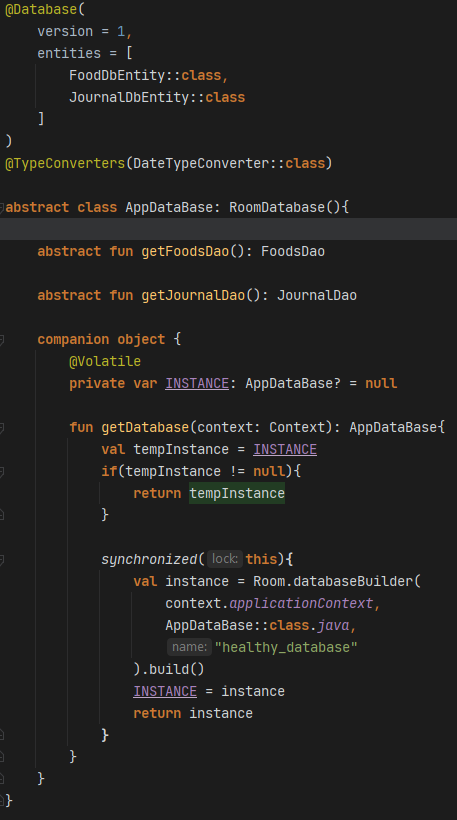 @Database(
    version = 1,
    entities = [
        FoodDbEntity::class,
        JournalDbEntity::class
    ]
)
@TypeConverters(DateTypeConverter::class)

abstract class AppDataBase: RoomDatabase(){

    abstract fun getFoodsDao(): FoodsDao

    abstract fun getJournalDao(): JournalDao

    companion object {
        @Volatile
        private var INSTANCE: AppDataBase? = null

        fun getDatabase(context: Context): AppDataBase{
            val tempInstance = INSTANCE
            if(tempInstance != null){
                return tempInstance
            }

            synchronized( lock: this){
                val instance = Room.databaseBuilder(
                    context.applicationContext,
                    AppDataBase::class.java,
                    name: "healthy_database"
                ).build()
                INSTANCE = instance
                return instance
            }
        }
    }
}